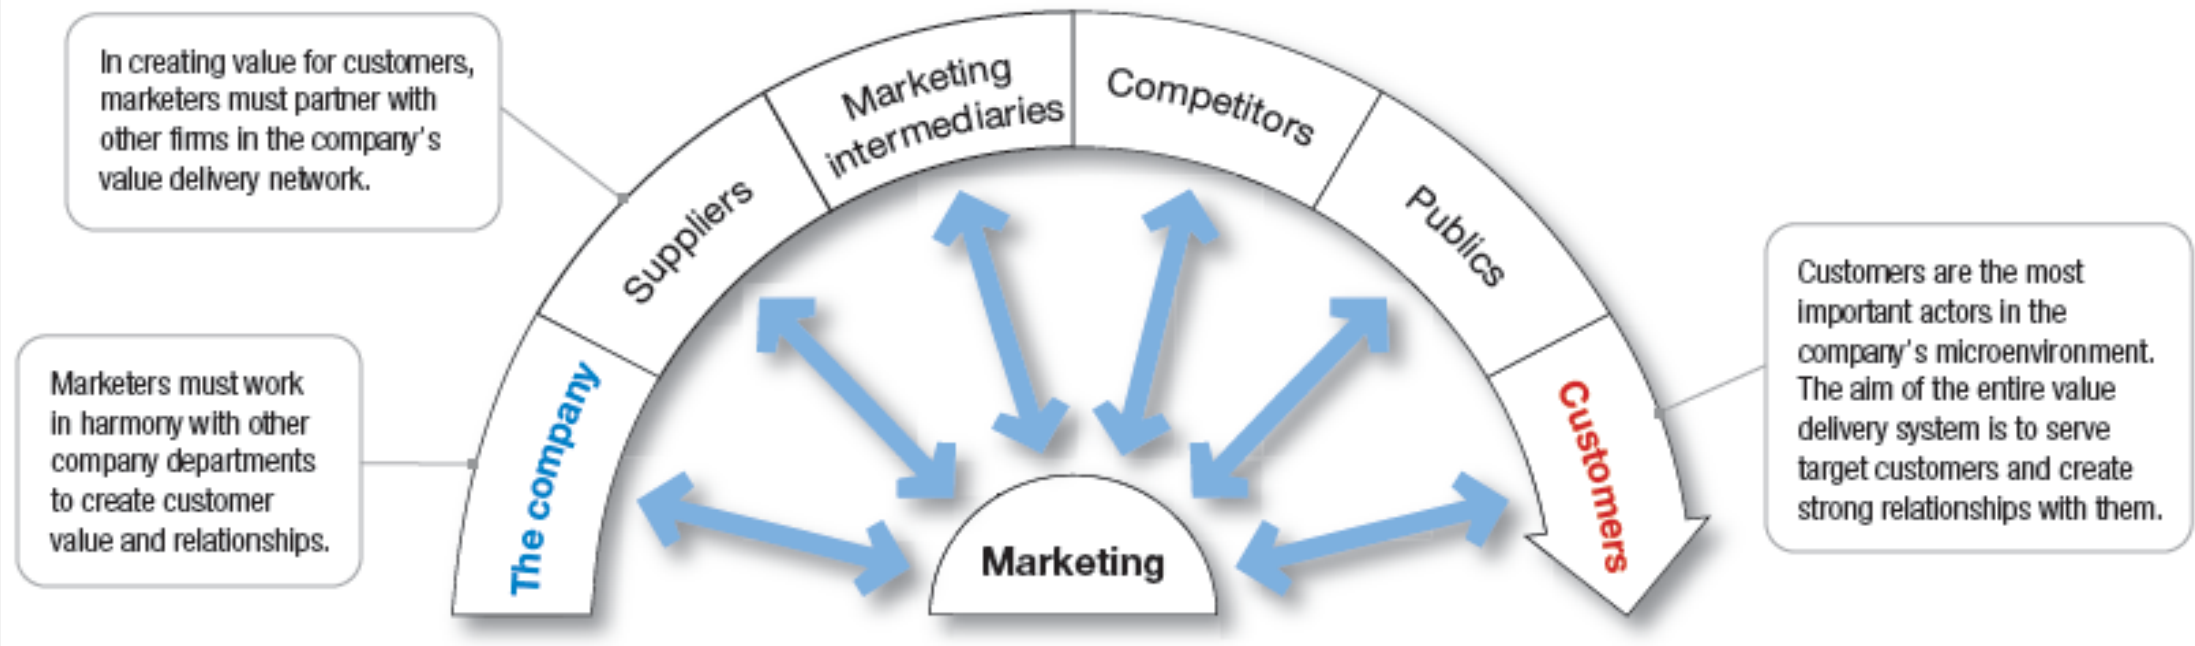 In creating value for customers,
marketers must partner with
other firms in the company's
value delivery network.
Marketers must work
in harmony with other
company departments
to create customer
value and relationships.
The company
Suppliers
Marketing
intermediaries
Competitors
Publics
Customers
Marketing
Customers are the most
important actors in the
company's microenvironment.
The aim of the entire value
delivery system is to serve
target customers and create
strong relationships with them.